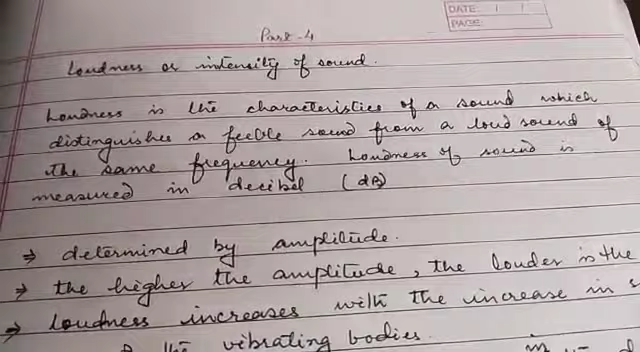 DATE: / /
PAGE:
Part - 4
Loudness or intensity of sound.
Loudness is the characteristics of a sound which
distinguishes a feeble sound from a loud sound of
the same frequency. Loudness of sound is
measured in decibel (dB)
⇒ determined by amplitude.
⇒ the higher the amplitude, the louder is the
⇒ loudness increases with the increase in s
the vibrating bodies.